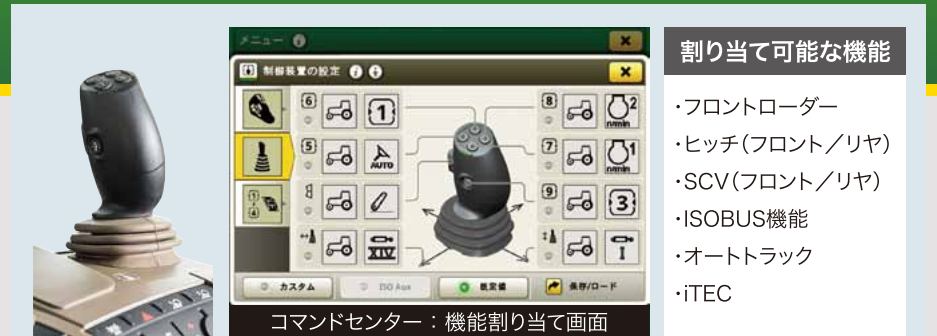 メニュー
制御装置の設定
6
1
8
2
n/min
5
AUTO
7
1
n/min
9
3
XIV
I
カスタム
ISO Aux
既定値
保存/ロード
コマンドセンター：機能割り当て画面
割り当て可能な機能
・フロントローダー
・ヒッチ（フロント／リヤ）
・SCV（フロント／リヤ）
・ISOBUS機能
・オートトラック
・iTEC